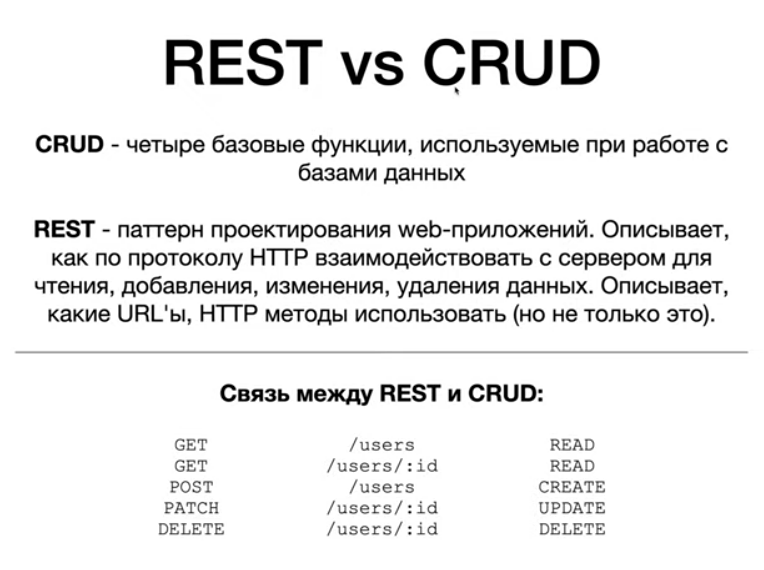 REST vs CRUD
CRUD - четыре базовые функции, используемые при работе с
базами данных
REST - паттерн проектирования web-приложений. Описывает,
как по протоколу HTTP взаимодействовать с сервером для
чтения, добавления, изменения, удаления данных. Описывает,
какие URL'ы, HTTP методы использовать (но не только это).
Связь между REST и CRUD:
GET /users READ
GET /users/:id READ
POST /users CREATE
PATCH /users/:id UPDATE
DELETE /users/:id DELETE